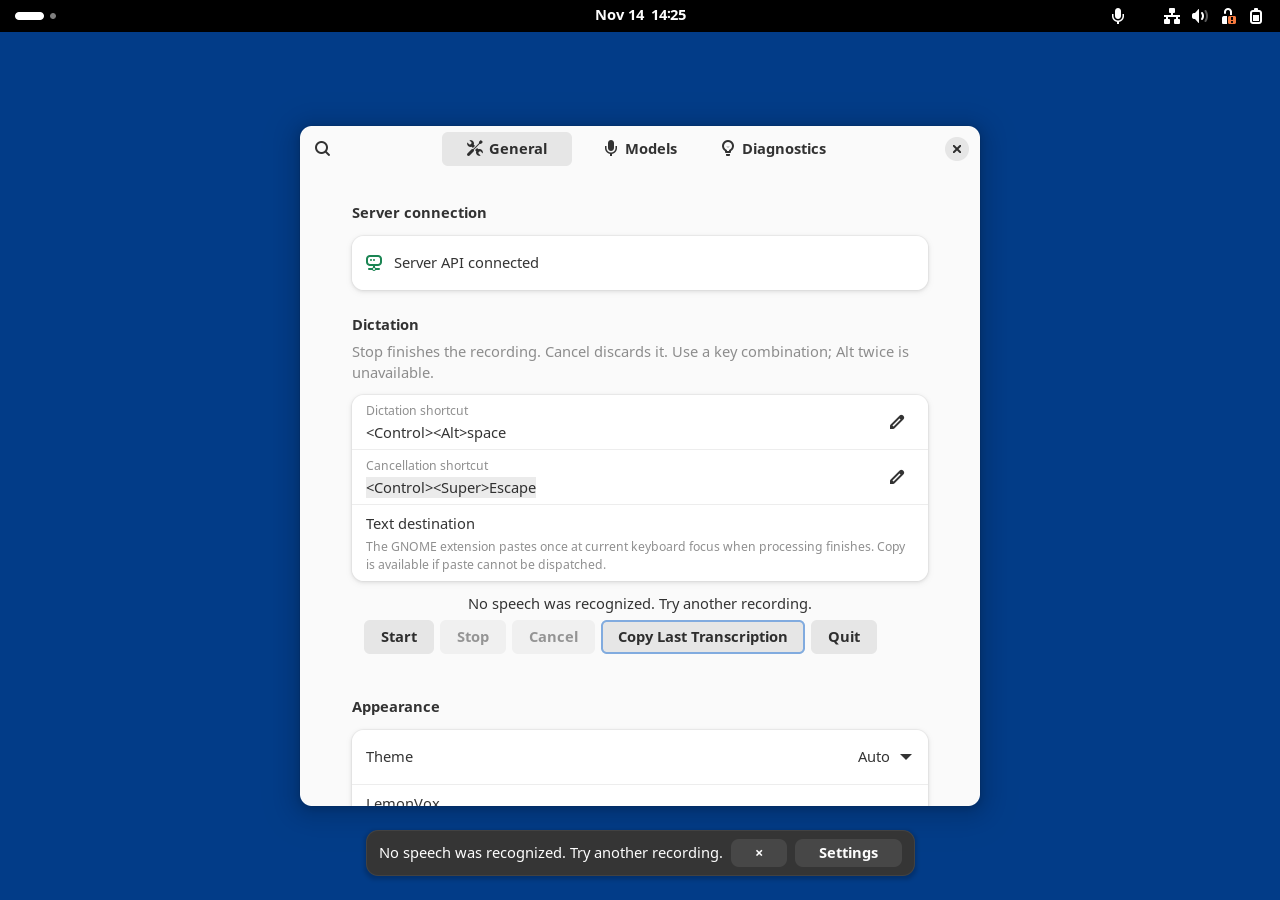 Nov 14 14:25
General
Models
Diagnostics
Server connection
Server API connected
Dictation
Stop finishes the recording. Cancel discards it. Use a key combination; Alt twice is
unavailable.
Dictation shortcut
<Control><Alt>space
Cancellation shortcut
<Control><Super>Escape
Text destination
The GNOME extension pastes once at current keyboard focus when processing finishes. Copy
is available if paste cannot be dispatched.
No speech was recognized. Try another recording.
Start
Stop
Cancel
Copy Last Transcription
Quit
Appearance
Theme
Auto
LemonVox
No speech was recognized. Try another recording.
×
Settings